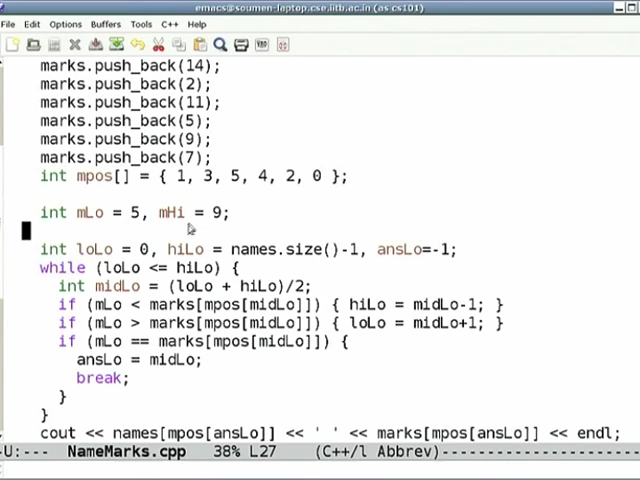 emacs@soumen-laptop.cse.iitb.ac.in (as cs101)
File Edit Options Buffers Tools C++ Help
marks.push_back(14);
marks.push_back(2);
marks.push_back(11);
marks.push_back(5);
marks.push_back(9);
marks.push_back(7);
int mpos[] = { 1, 3, 5, 4, 2, 0 };
int mLo = 5, mHi = 9;
int loLo = 0, hiLo = names.size()-1, ansLo=-1;
while (loLo <= hiLo) {
int midLo = (loLo + hiLo)/2;
if (mLo < marks[mpos[midLo]]) { hiLo = midLo-1; }
if (mLo > marks[mpos[midLo]]) { loLo = midLo+1; }
if (mLo == marks[mpos[midLo]]) {
ansLo = midLo;
break;
}
}
cout << names[mpos[ansLo]] << ' ' << marks[mpos[ansLo]] << endl;
-U:--- NameMarks.cpp 38% L27 (C++/l Abbrev)